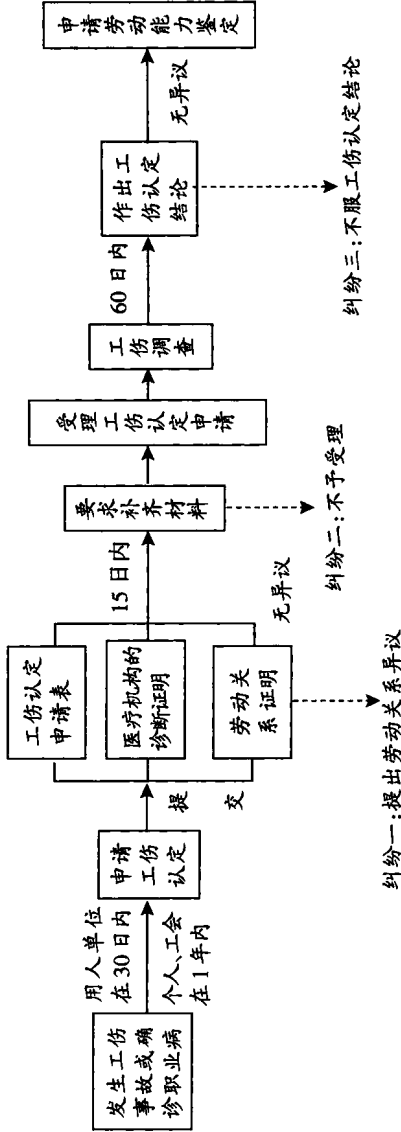 发生工伤
事故或确
诊职业病
用人单位
在30日内
个人、工会
在1年内
申请
工伤
认定
提
交
工伤认定
申请表
医疗机构的
诊断证明
劳动关
系证明
纠纷一:提出劳动关系异议
15日内
无异议
要求补齐材料
纠纷二:不予受理
受理工伤认定申请
工伤调查
60日内
作出工
伤认定
结论
纠纷三:不服工伤认定结论
无异议
申请劳动能力鉴定